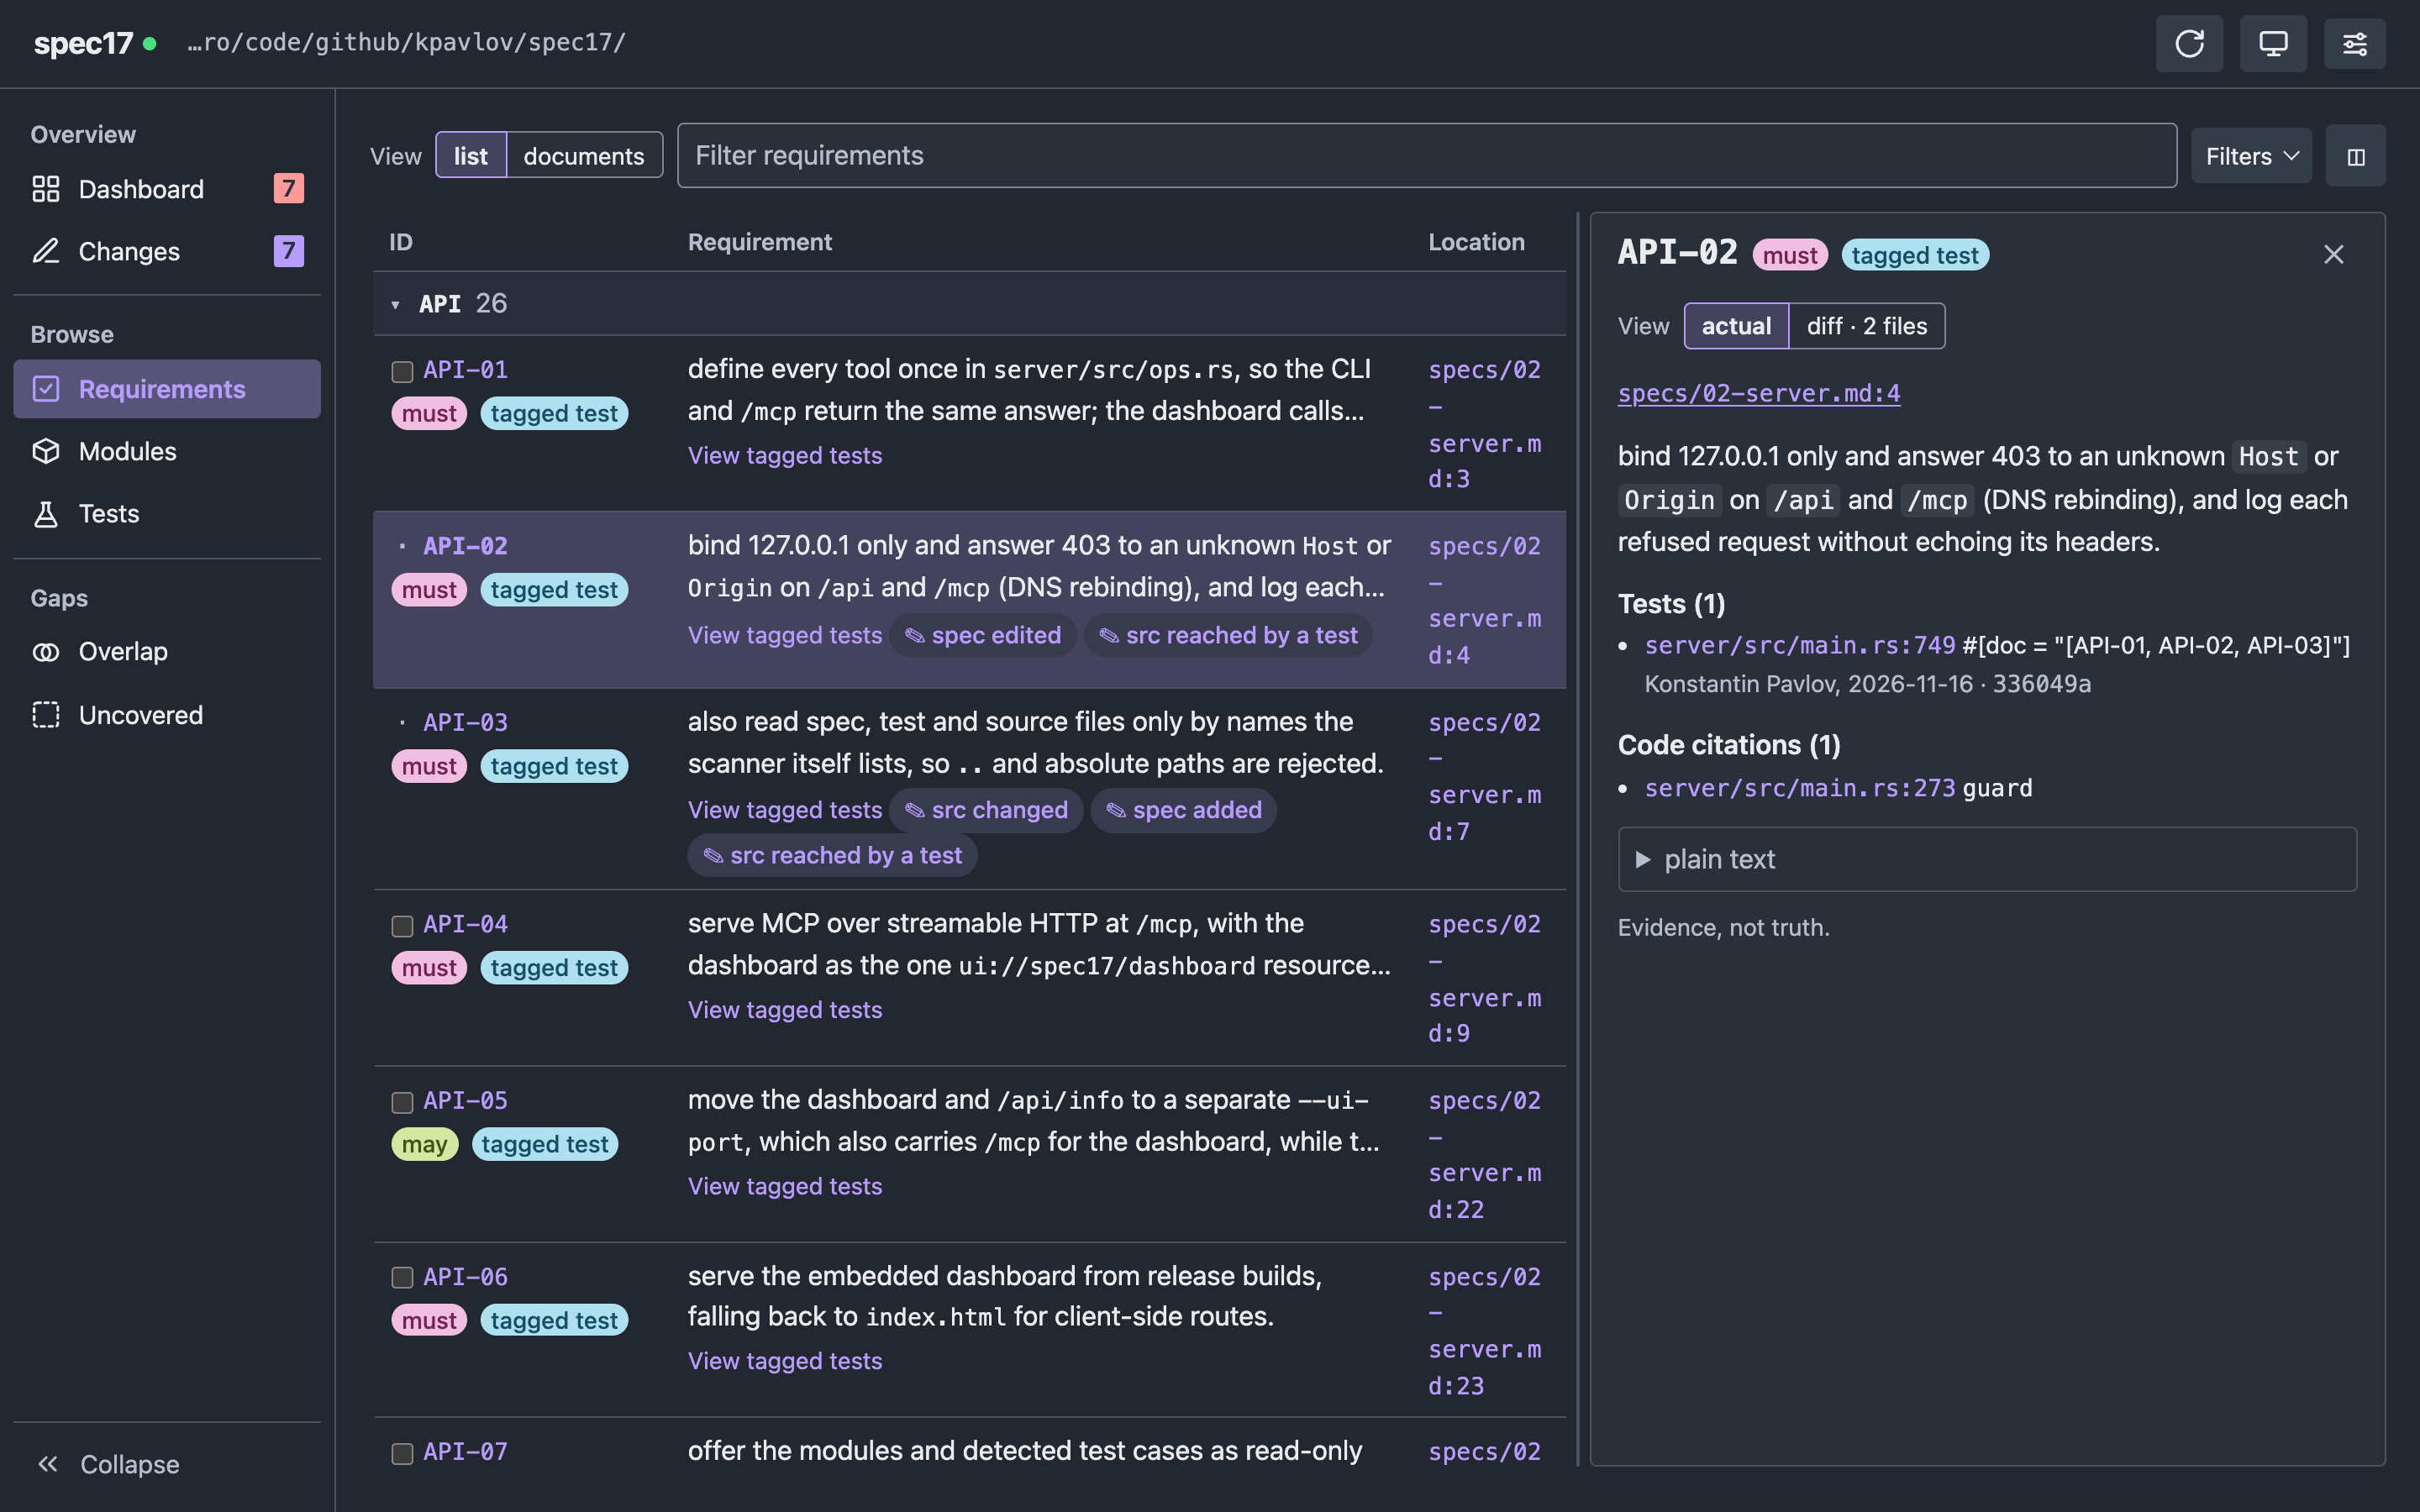 spec17 …ro/code/github/kpavlov/spec17/
Overview
Dashboard 7
Changes 7
Browse
Requirements
Modules
Tests
Gaps
Overlap
Uncovered
Collapse
View list documents Filter requirements Filters
ID Requirement Location
API 26
API-01
must tagged test
define every tool once in server/src/ops.rs, so the CLI
and /mcp return the same answer; the dashboard calls...
View tagged tests
specs/02
-
server.m
d:3
API-02
must tagged test
bind 127.0.0.1 only and answer 403 to an unknown Host or
Origin on /api and /mcp (DNS rebinding), and log each...
View tagged tests ✎ spec edited ✎ src reached by a test
specs/02
-
server.m
d:4
API-03
must tagged test
also read spec, test and source files only by names the
scanner itself lists, so .. and absolute paths are rejected.
View tagged tests ✎ src changed ✎ spec added
✎ src reached by a test
specs/02
-
server.m
d:7
API-04
must tagged test
serve MCP over streamable HTTP at /mcp, with the
dashboard as the one ui://spec17/dashboard resource...
View tagged tests
specs/02
-
server.m
d:9
API-05
may tagged test
move the dashboard and /api/info to a separate --ui-
port, which also carries /mcp for the dashboard, while t...
View tagged tests
specs/02
-
server.m
d:22
API-06
must tagged test
serve the embedded dashboard from release builds,
falling back to index.html for client-side routes.
View tagged tests
specs/02
-
server.m
d:23
API-07
offer the modules and detected test cases as read-only
specs/02
API-02 must tagged test
View actual diff · 2 files
specs/02-server.md:4
bind 127.0.0.1 only and answer 403 to an unknown Host or
Origin on /api and /mcp (DNS rebinding), and log each
refused request without echoing its headers.
Tests (1)
• server/src/main.rs:749 #[doc = "[API-01, API-02, API-03]"]
Konstantin Pavlov, 2026-11-16 · 336049a
Code citations (1)
• server/src/main.rs:273 guard
▶ plain text
Evidence, not truth.